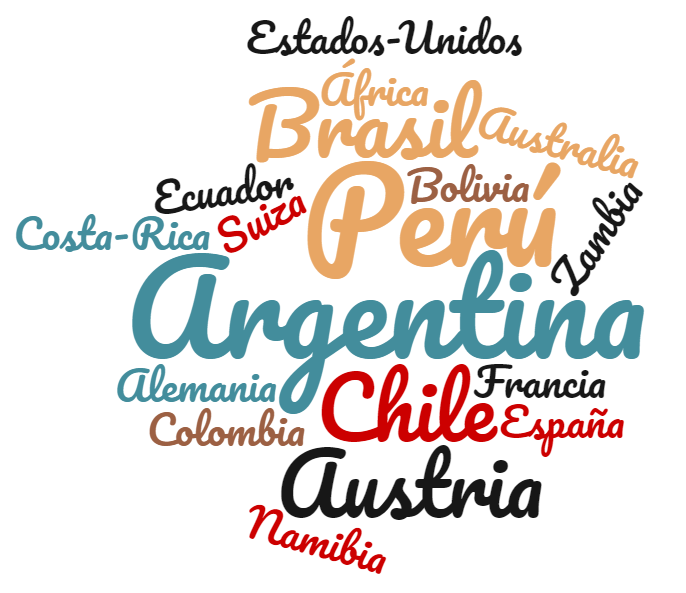 Estados-Unidos
África
Brasil
Australia
Ecuador
Bolivia
Suiza
Perú
Zambia
Costa-Rica
Argentina
Alemania
Chile
Francia
Colombia
España
Austria
Namibia